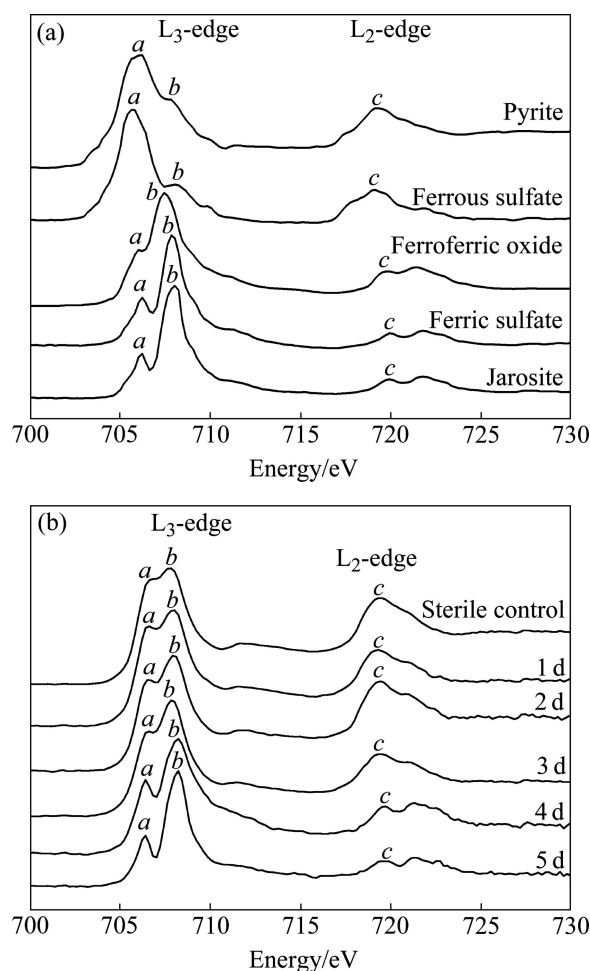 (a) L3-edge L2-edge
a
b c
Pyrite
a
b c
Ferrous sulfate
b
a c
Ferroferric oxide
b
a c
Ferric sulfate
b
a c
Jarosite
700 705 710 715 720 725 730
Energy/eV
(b) L3-edge
L2-edge
a b
c
Sterile control
a b
c
1 d
a b
c
2 d
a b
c
3 d
a b
c
4 d
a b
c
5 d
700 705 710 715 720 725 730
Energy/eV